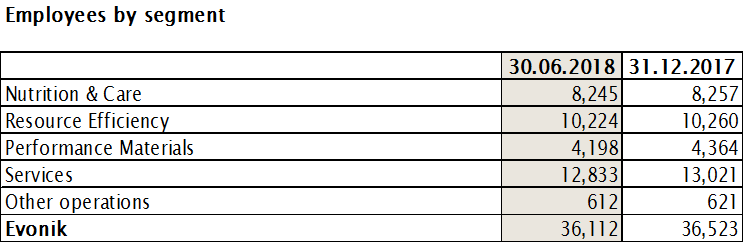 Employees by segment
30.06.2018 31.12.2017
Nutrition & Care 8,245 8,257
Resource Efficiency 10,224 10,260
Performance Materials 4,198 4,364
Services 12,833 13,021
Other operations 612 621
Evonik 36,112 36,523